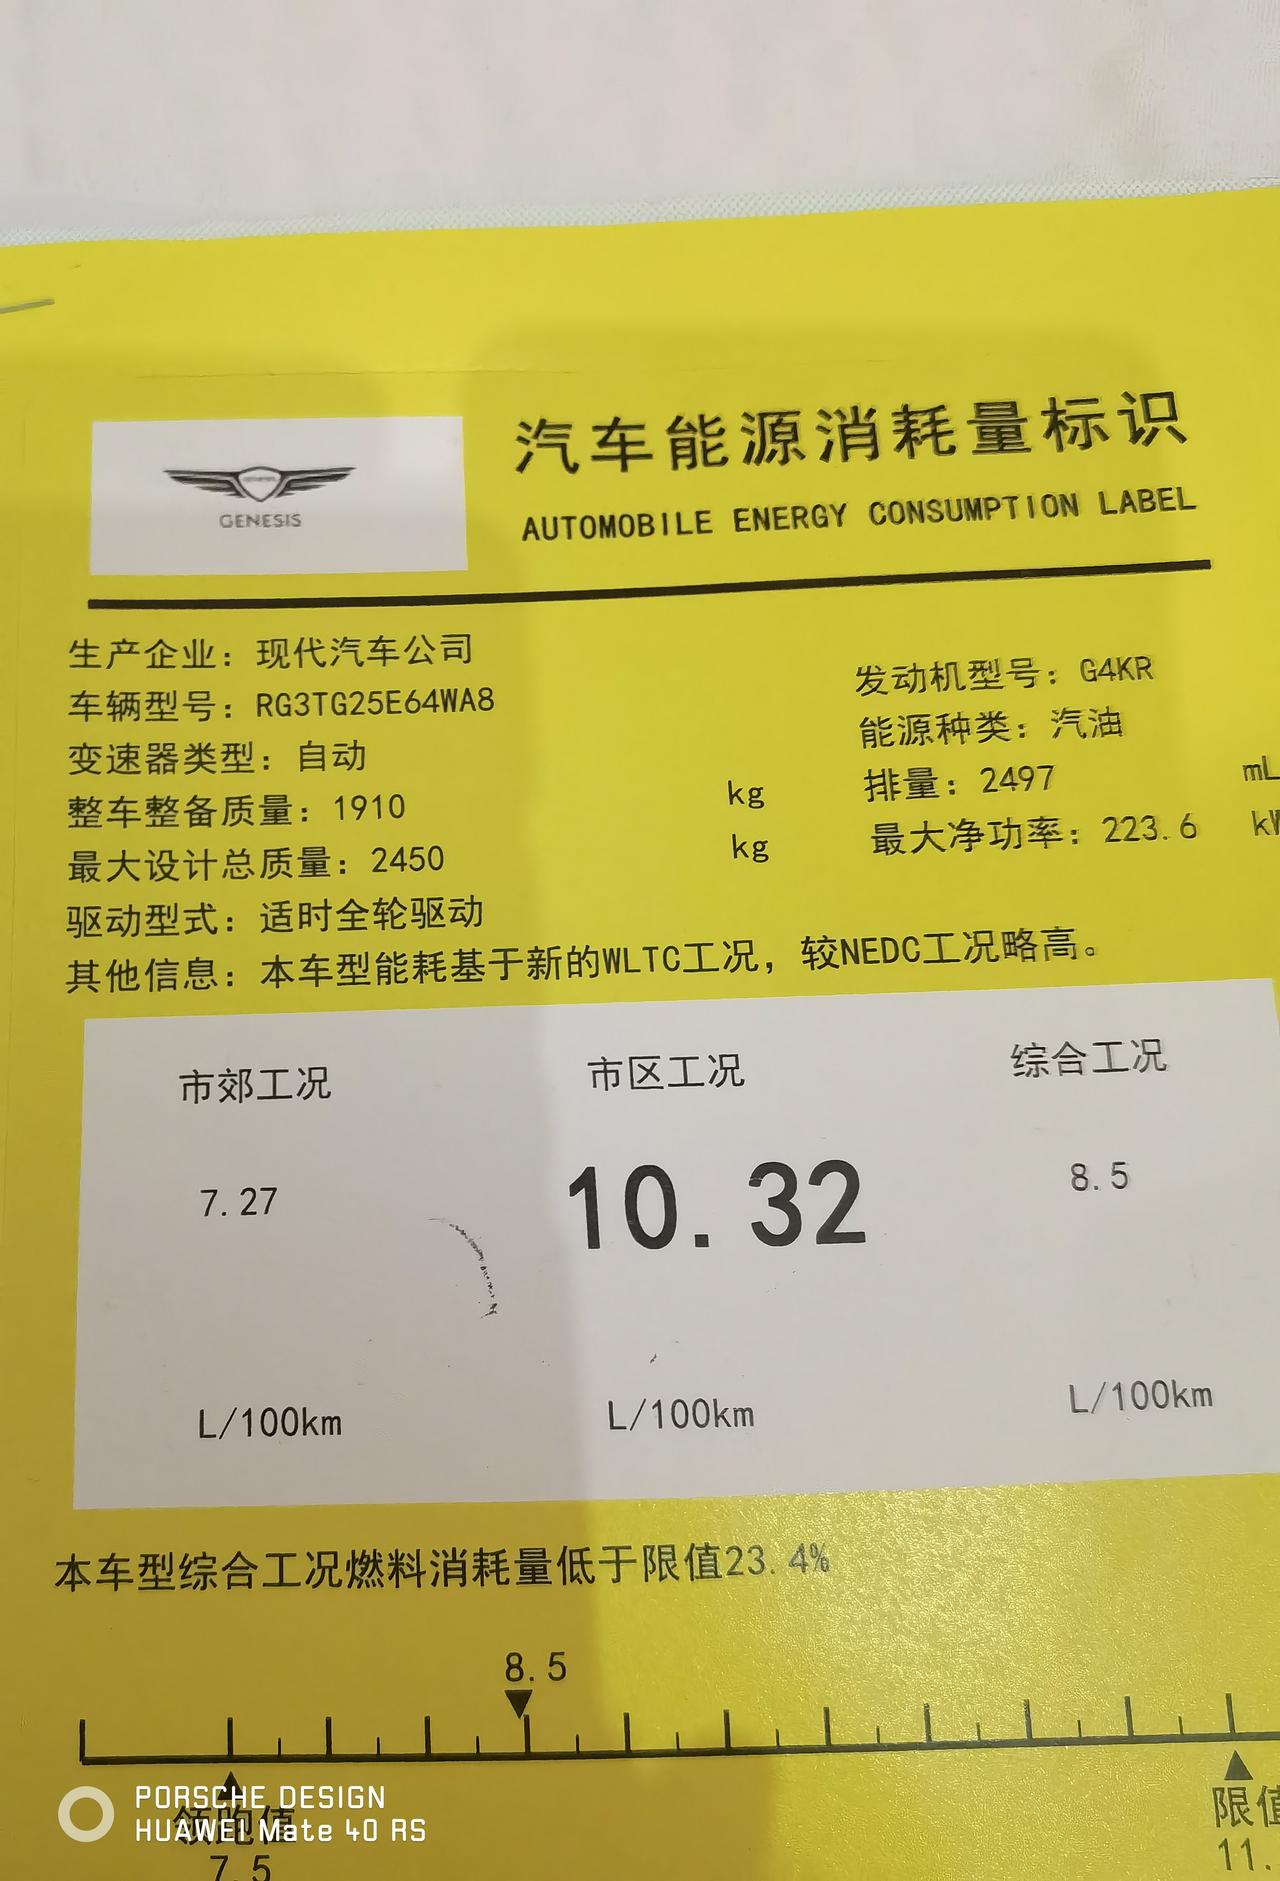 GENESIS
汽车能源消耗量标识
AUTOMOBILE ENERGY CONSUMPTION LABEL
生产企业：现代汽车公司
车辆型号：RG3TG25E64WA8
变速器类型：自动
整车整备质量：1910 kg
最大设计总质量：2450 kg
驱动型式：适时全轮驱动
发动机型号：G4KR
能源种类：汽油
排量：2497 mL
最大净功率：223.6
其他信息：本车型能耗基于新的WLTC工况，较NEDC工况略高。
市郊工况 市区工况 综合工况
7.27 10.32 8.5
L/100km L/100km L/100km
本车型综合工况燃料消耗量低于限值23.4%
8.5
领跑值 限值
7.5 11.
PORSCHE DESIGN
HUAWEI Mate 40 RS